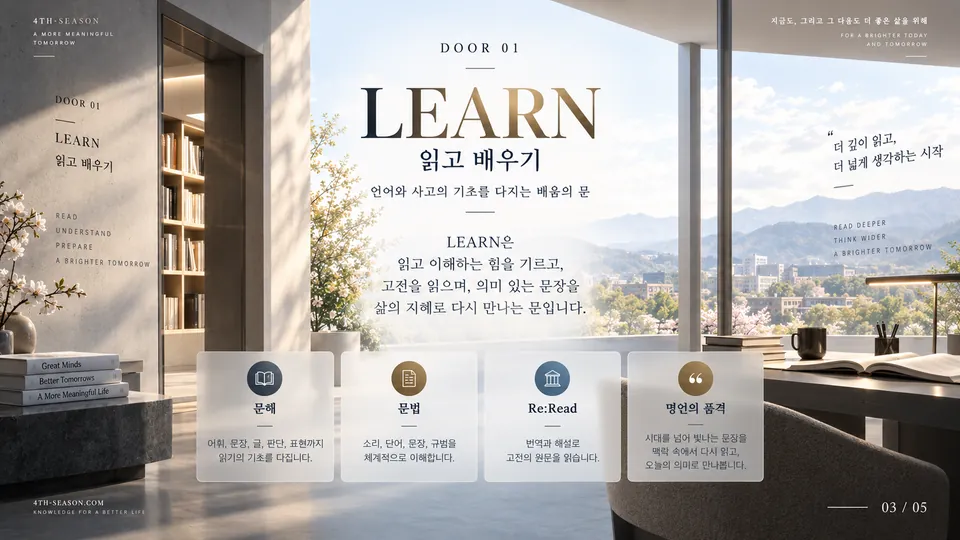 4TH-SEASON
A MORE MEANINGFUL
TOMORROW
지금도, 그리고 그 다음도 더 좋은 삶을 위해
FOR A BRIGHTER TODAY
AND TOMORROW
DOOR 01
LEARN
읽고 배우기
언어와 사고의 기초를 다지는 배움의 문
LEARN은
읽고 이해하는 힘을 기르고,
고전을 읽으며, 의미 있는 문장을
삶의 지혜로 다시 만나는 문입니다.
DOOR 01
LEARN
읽고 배우기
READ
UNDERSTAND
PREPARE
A BRIGHTER TOMORROW
“
더 깊이 읽고,
더 넓게 생각하는 시작
READ DEEPER
THINK WIDER
A BRIGHTER TOMORROW
Great Minds
Better Tomorrows
A More Meaningful Life
문해
어휘, 문장, 글, 판단, 표현까지
읽기의 기초를 다집니다.
문법
소리, 단어, 문장, 규범을
체계적으로 이해합니다.
Re:Read
번역과 해설로
고전의 원문을 읽습니다.
“
명언의 품격
시대를 넘어 빛나는 문장을
맥락 속에서 다시 읽고,
오늘의 의미로 만나봅니다.
4TH-SEASON.COM
KNOWLEDGE FOR A BETTER LIFE
03 / 05